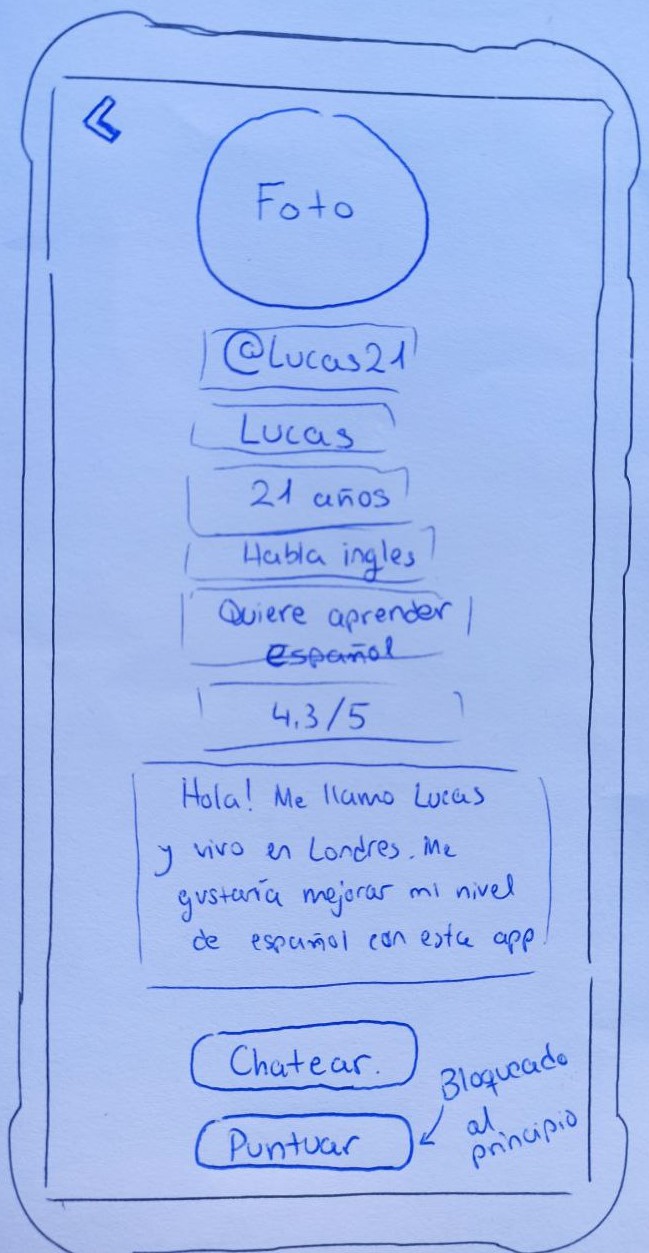 Foto
@Lucas21
Lucas
21 años
Habla ingles
Quiere aprender
español
4.3/5
Hola! Me llamo Lucas
y vivo en Londres. Me
gustaría mejorar mi nivel
de español con esta app.
Chatear.
Puntuar
Bloqueado
al
principio